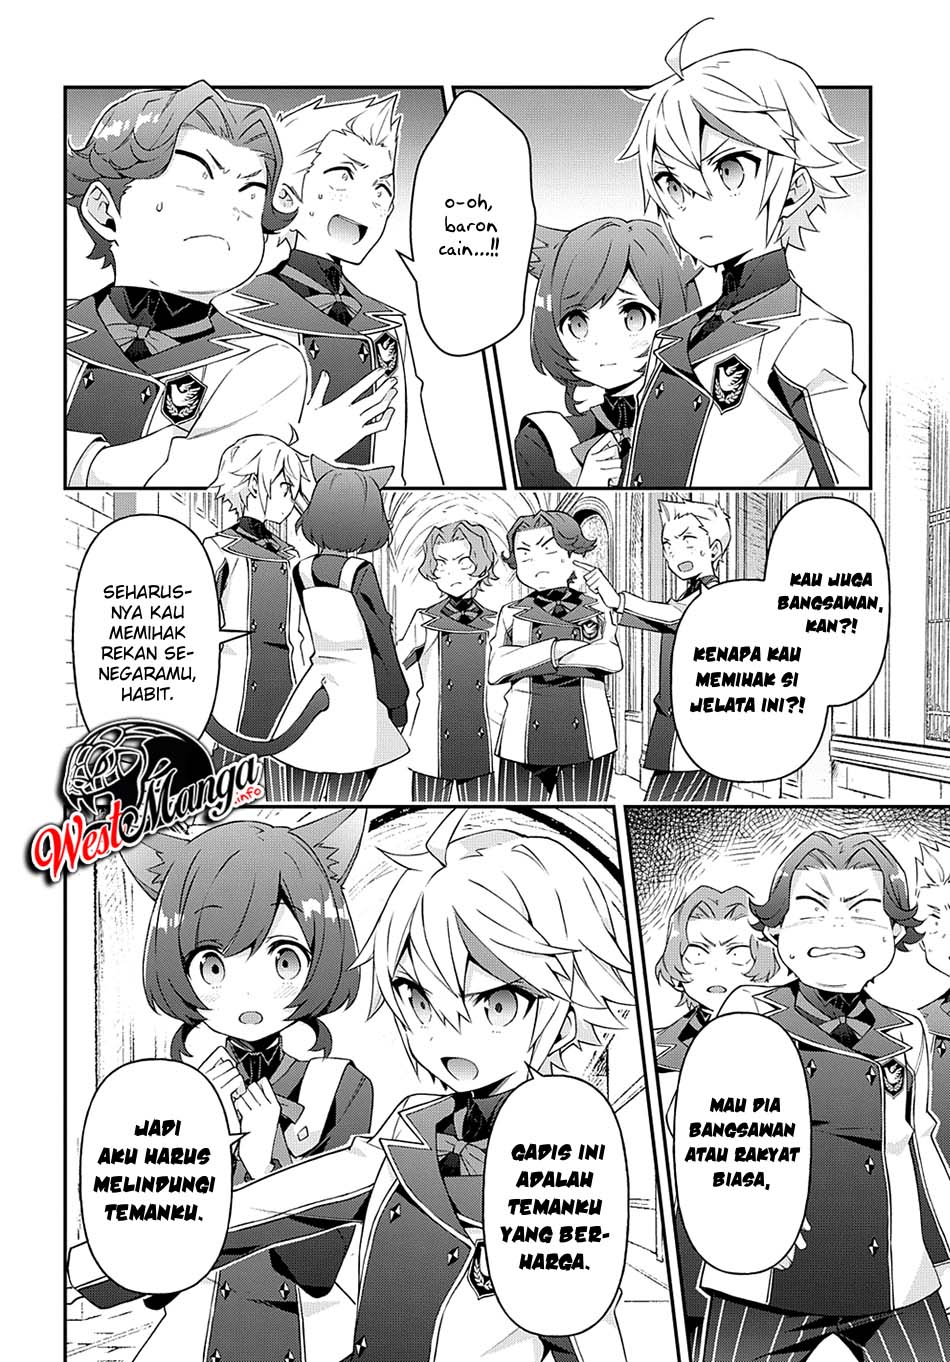 o-oh,
baron
cain...!!
KAU JUGA
BANGSAWAN,
KAN?!
KENAPA KAU
MEMIHAK SI
JELATA INI?!
SEHARUS-
NYA KAU
MEMIHAK
REKAN SE-
NEGARAMU,
HABIT.
WestManga
.info
MAU DIA
BANGSAWAN
ATAU RAKYAT
BIASA,
GADIS INI
ADALAH
TEMANKU
YANG BER-
HARGA.
JADI
AKU HARUS
MELINDUNGI
TEMANKU.